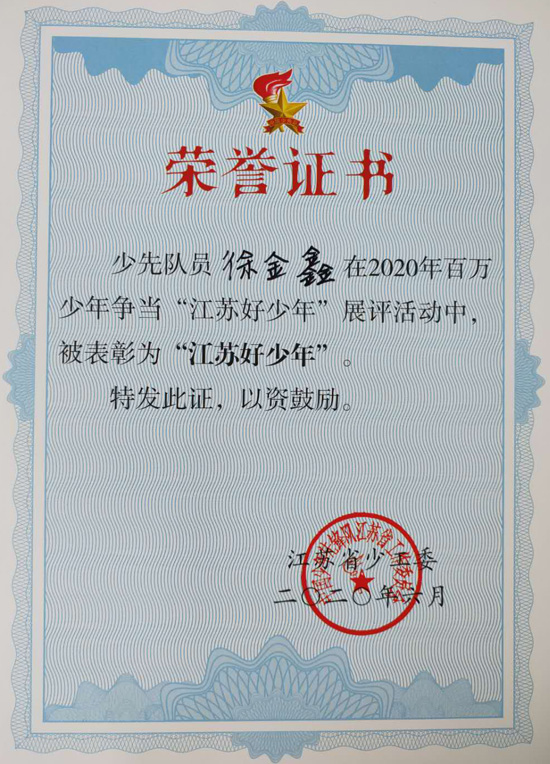 荣誉证书
少先队员 徐金鑫 在2020年百万
少年争当“江苏好少年”展评活动中，
被表彰为“江苏好少年”。
特发此证，以资鼓励。
江苏省少工委
二〇二〇年六月